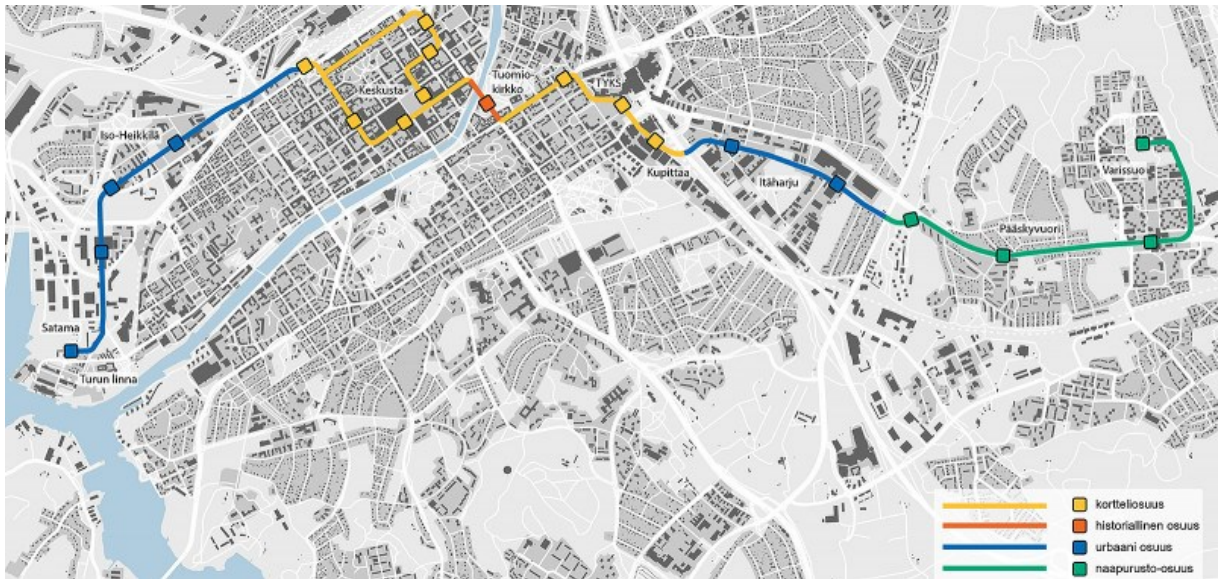 Tuomio-
kirkko
TYKS
Keskusta
Iso-Heikkilä
Kupittaa
Itäharju
Varissuo
Pääskyvuori
Satama
Turun linna
kortteliosuus
historiallinen osuus
urbaani osuus
naapurusto-osuus